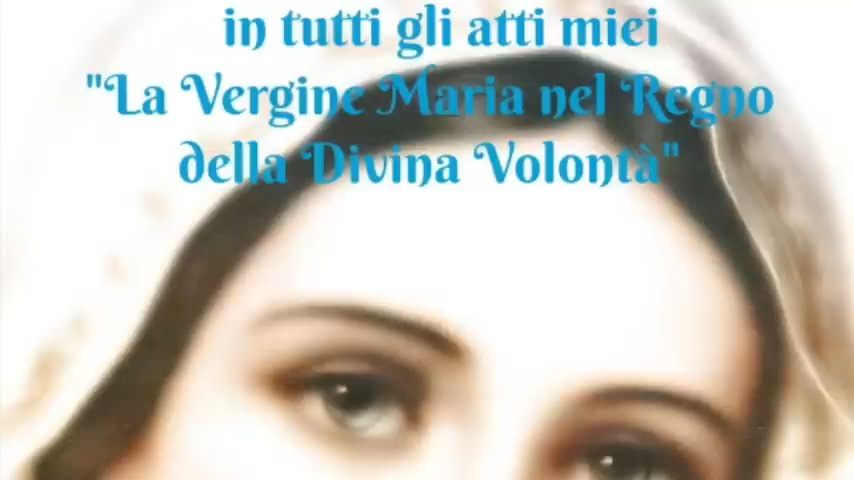 in tutti gli atti miei
"La Vergine Maria nel Regno
della Divina Volontà"